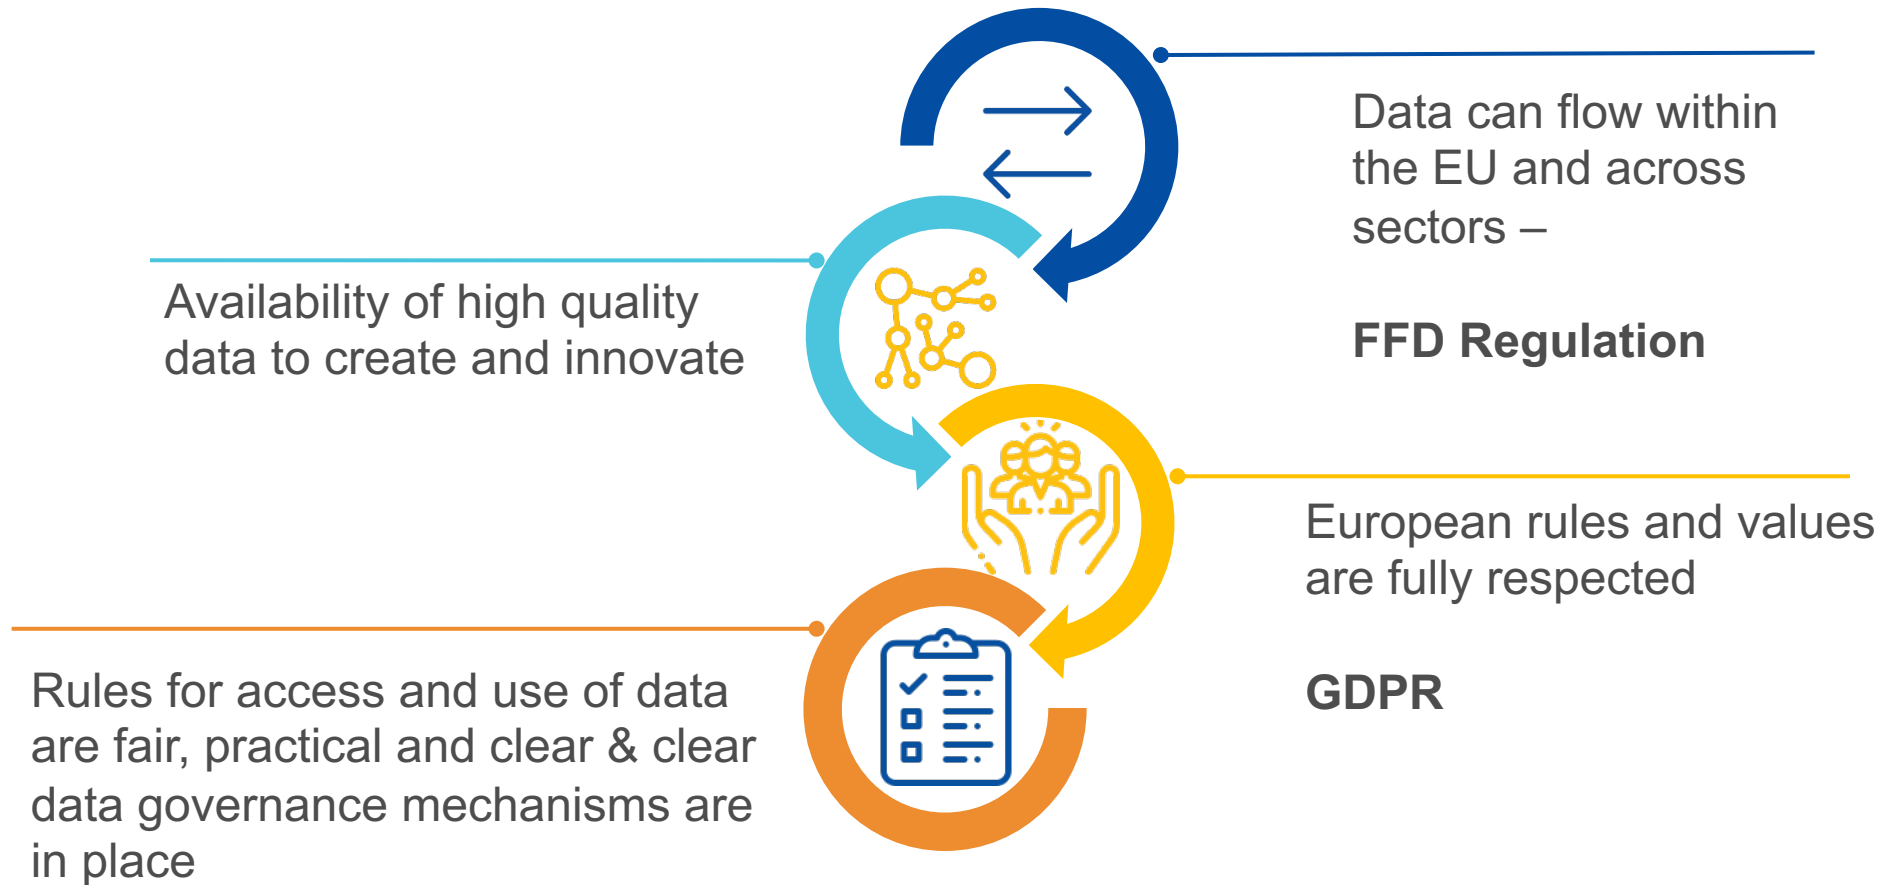 Data can flow within
the EU and across
sectors –
FFD Regulation
Availability of high quality
data to create and innovate
European rules and values
are fully respected
GDPR
Rules for access and use of data
are fair, practical and clear & clear
data governance mechanisms are
in place